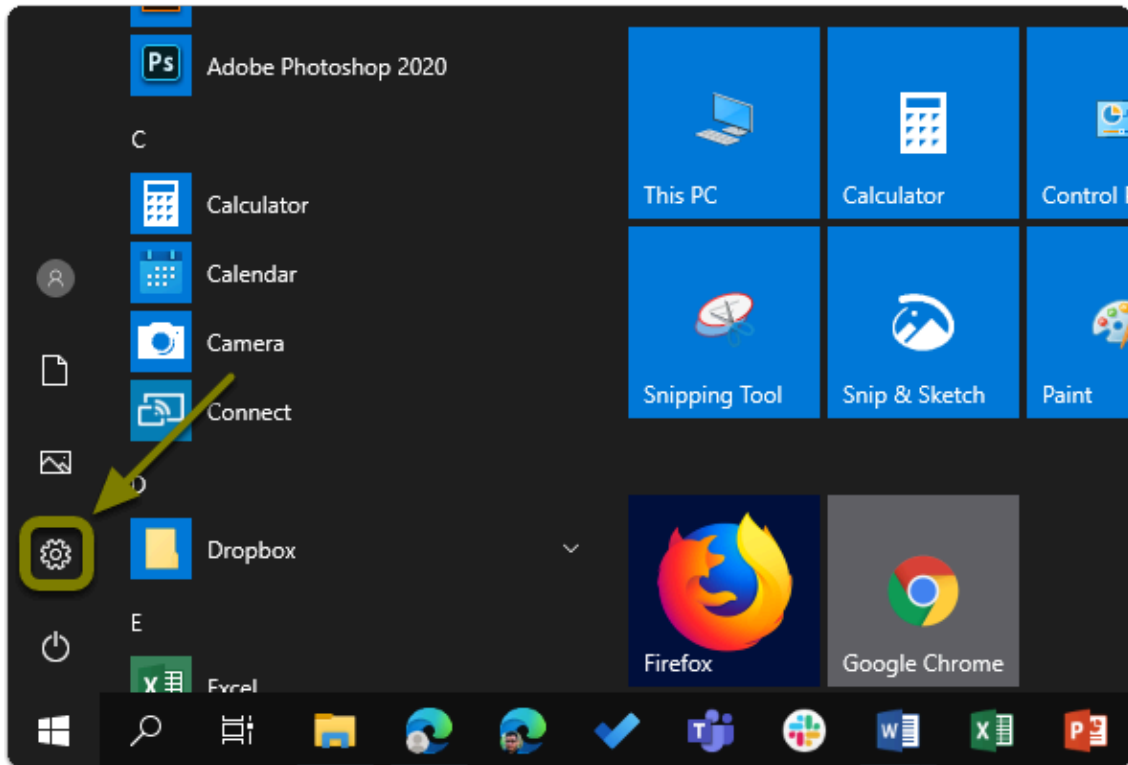 Ps
Adobe Photoshop 2020
C
Calculator
Calendar
Camera
Connect
D
Dropbox
E
Excel
This PC
Calculator
Control
Snipping Tool
Snip & Sketch
Paint
Firefox
Google Chrome